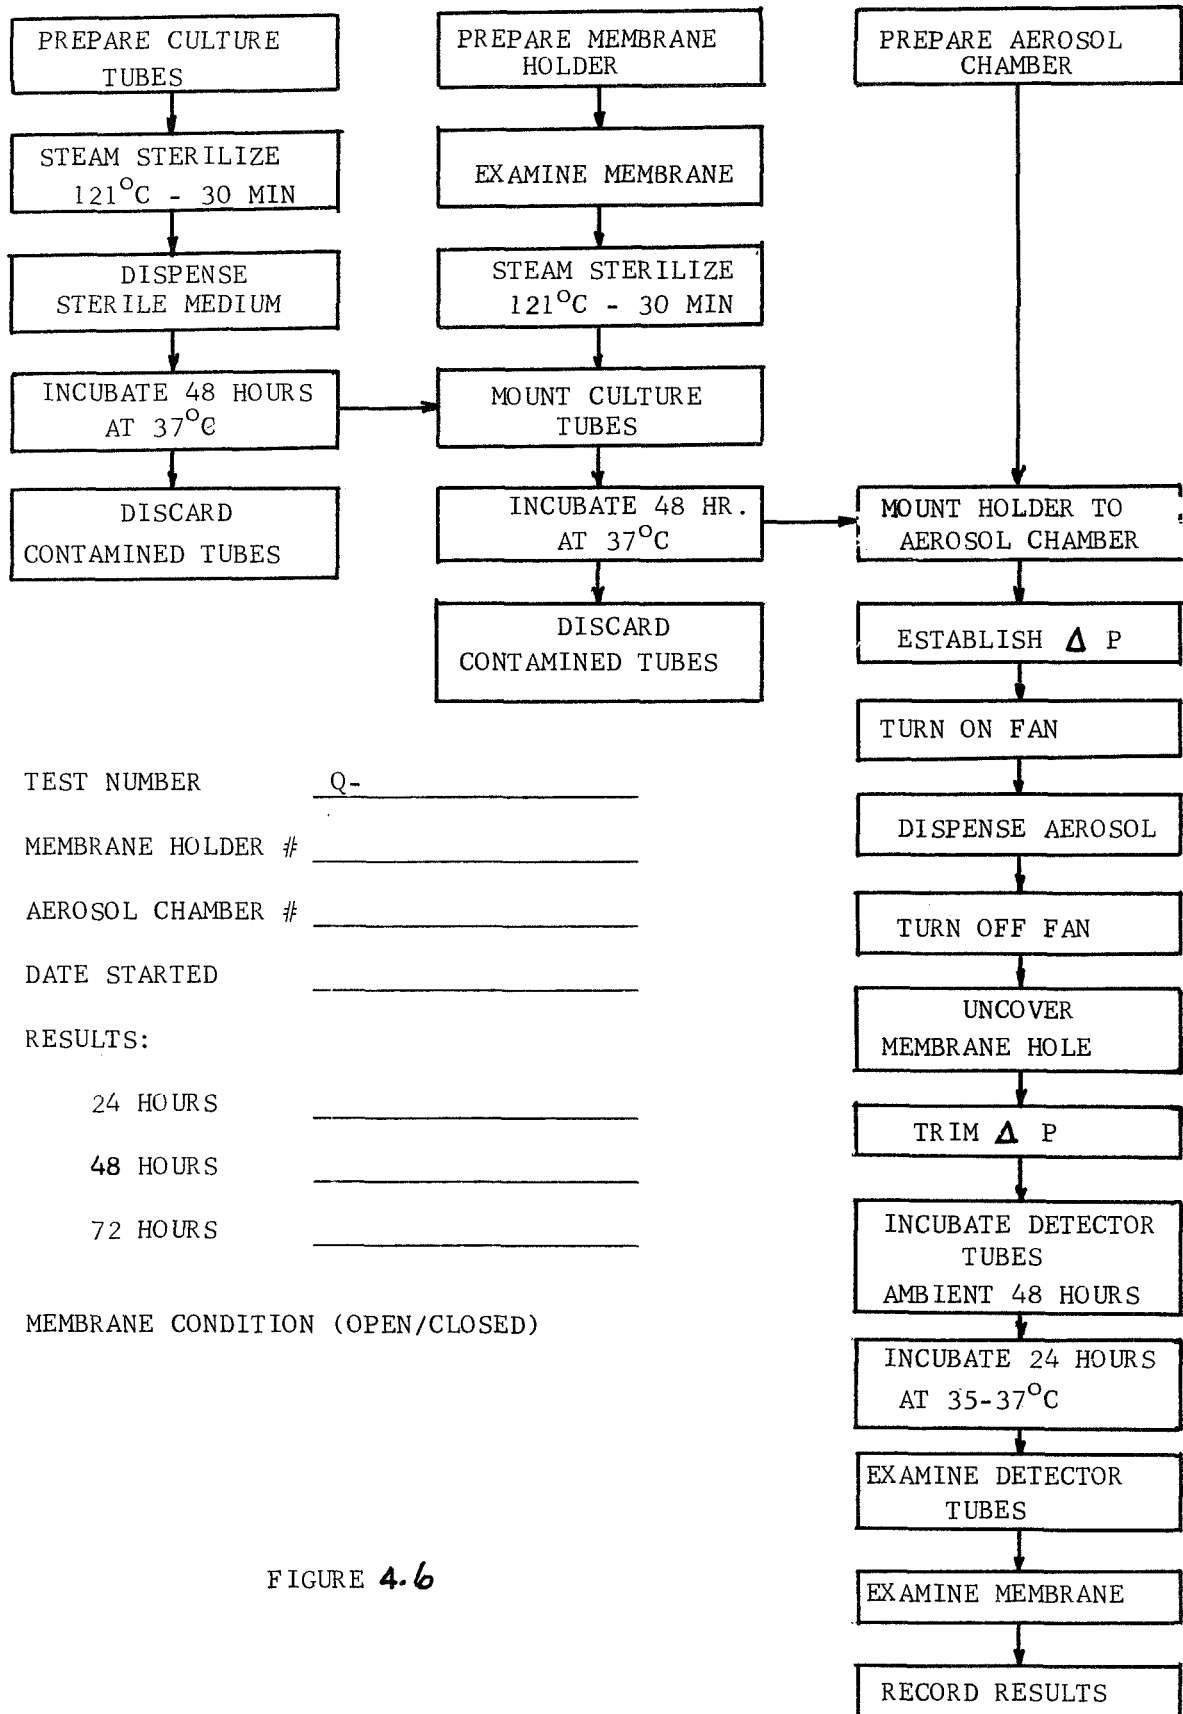 PREPARE CULTURE
TUBES
STEAM STERILIZE
121°C - 30 MIN
DISPENSE
STERILE MEDIUM
INCUBATE 48 HOURS
AT 37°C
DISCARD
CONTAMINED TUBES
PREPARE MEMBRANE
HOLDER
EXAMINE MEMBRANE
STEAM STERILIZE
121°C - 30 MIN
MOUNT CULTURE
TUBES
INCUBATE 48 HR.
AT 37°C
DISCARD
CONTAMINED TUBES
PREPARE AEROSOL
CHAMBER
MOUNT HOLDER TO
AEROSOL CHAMBER
ESTABLISH Δ P
TURN ON FAN
DISPENSE AEROSOL
TURN OFF FAN
UNCOVER
MEMBRANE HOLE
TRIM Δ P
INCUBATE DETECTOR
TUBES
AMBIENT 48 HOURS
INCUBATE 24 HOURS
AT 35-37°C
EXAMINE DETECTOR
TUBES
EXAMINE MEMBRANE
RECORD RESULTS
TEST NUMBER Q-
MEMBRANE HOLDER #
AEROSOL CHAMBER #
DATE STARTED
RESULTS:
24 HOURS
48 HOURS
72 HOURS
MEMBRANE CONDITION (OPEN/CLOSED)
FIGURE 4.6